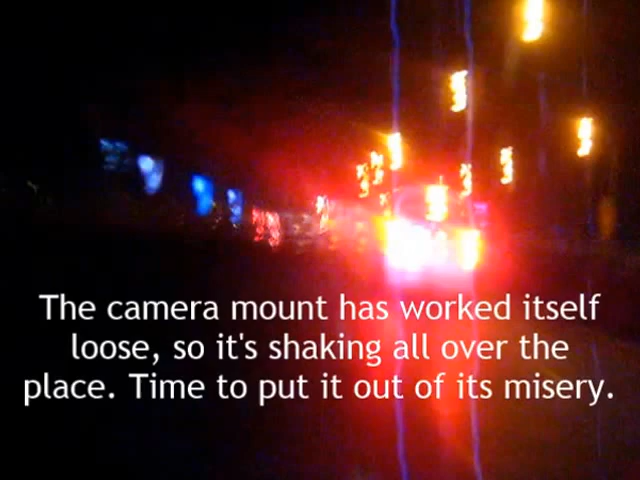 The camera mount has worked itself
loose, so it's shaking all over the
place. Time to put it out of its misery.